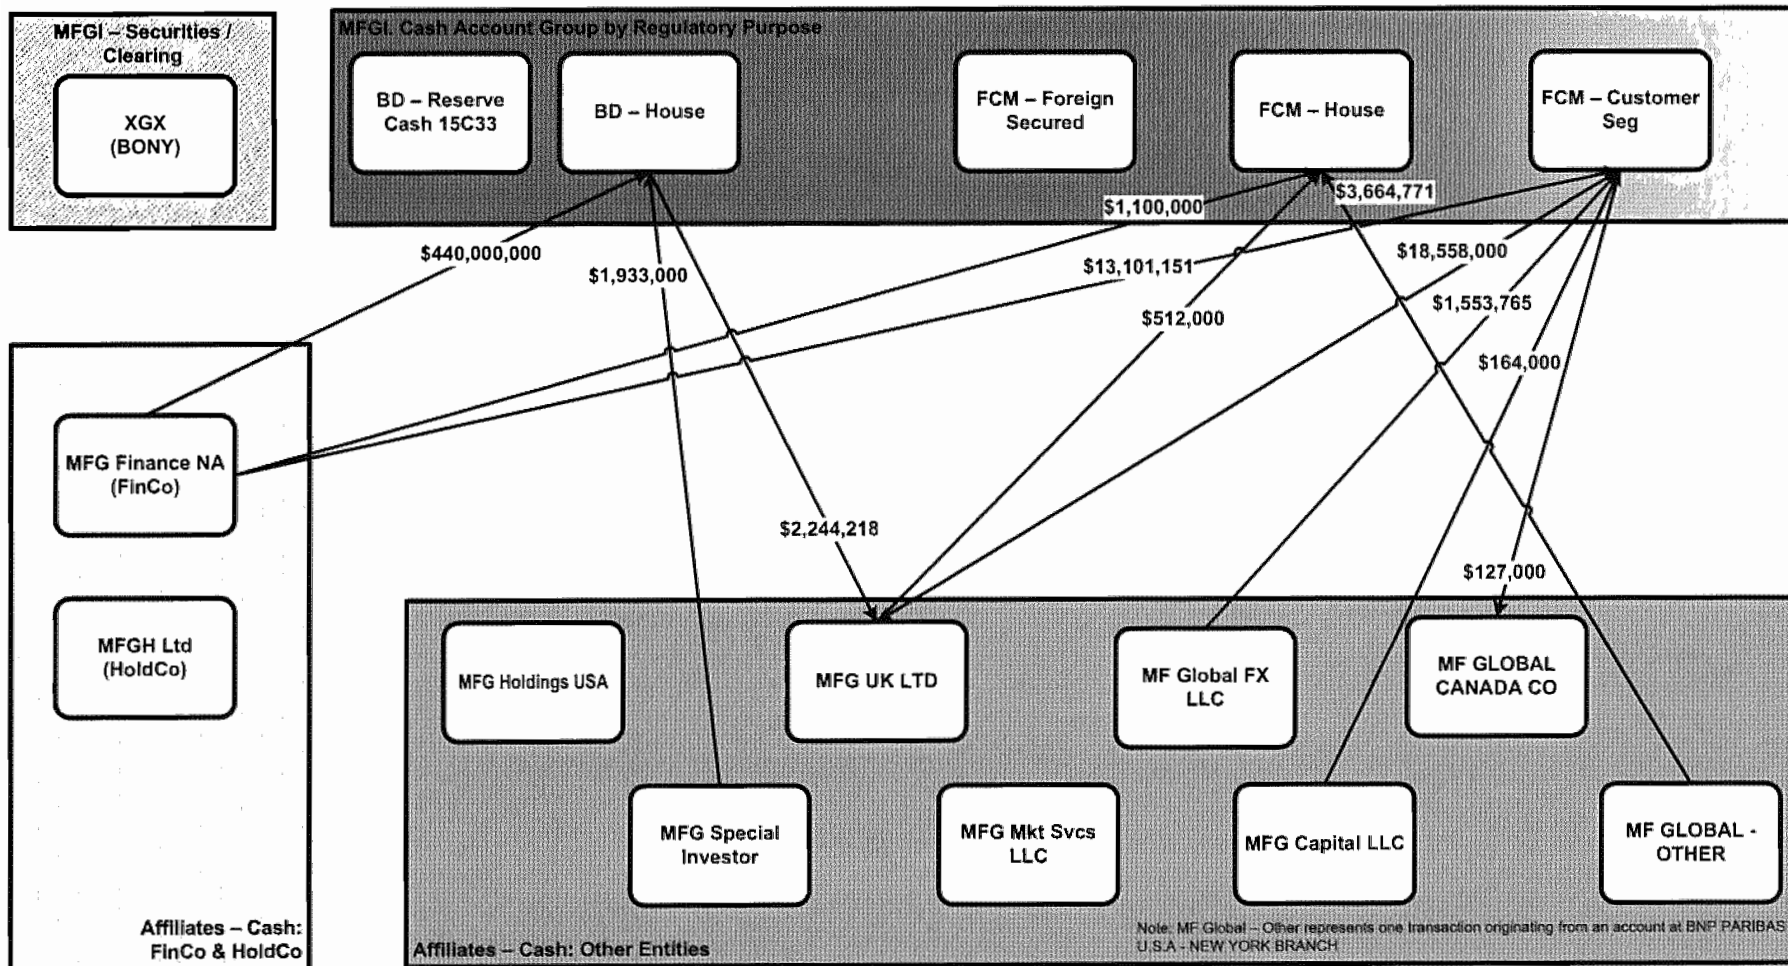 MFGI – Securities /
Clearing
XGX
(BONY)
MFGI. Cash Account Group by Regulatory Purpose
BD – Reserve
Cash 15C33
BD – House
FCM – Foreign
Secured
FCM – House
FCM – Customer
Seg
$1,100,000
$3,664,771
$440,000,000
$1,933,000
$13,101,151
$18,558,000
$512,000
$1,553,765
$164,000
MFG Finance NA
(FinCo)
$2,244,218
$127,000
MFGH Ltd
(HoldCo)
MFG Holdings USA
MFG UK LTD
MF Global FX
LLC
MF GLOBAL
CANADA CO
MFG Special
Investor
MFG Mkt Svcs
LLC
MFG Capital LLC
MF GLOBAL -
OTHER
Affiliates – Cash:
FinCo & HoldCo
Affiliates – Cash: Other Entities
Note: MF Global – Other represents one transaction originating from an account at BNP PARIBAS
U.S.A - NEW YORK BRANCH